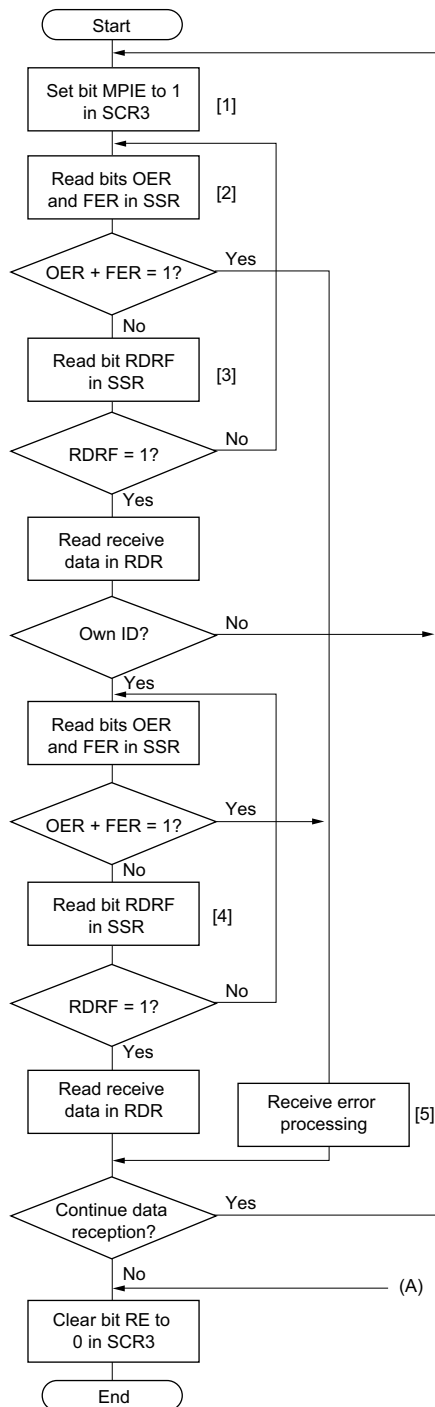 Start
Set bit MPIE to 1
in SCR3
[1]
Read bits OER
and FER in SSR
[2]
OER + FER = 1?
Yes
No
Read bit RDRF
in SSR
[3]
RDRF = 1?
No
Yes
Read receive
data in RDR
Own ID?
No
Yes
Read bits OER
and FER in SSR
OER + FER = 1?
Yes
No
Read bit RDRF
in SSR
[4]
RDRF = 1?
No
Yes
Read receive
data in RDR
Receive error
processing
[5]
Continue data
reception?
Yes
No
(A)
Clear bit RE to
0 in SCR3
End